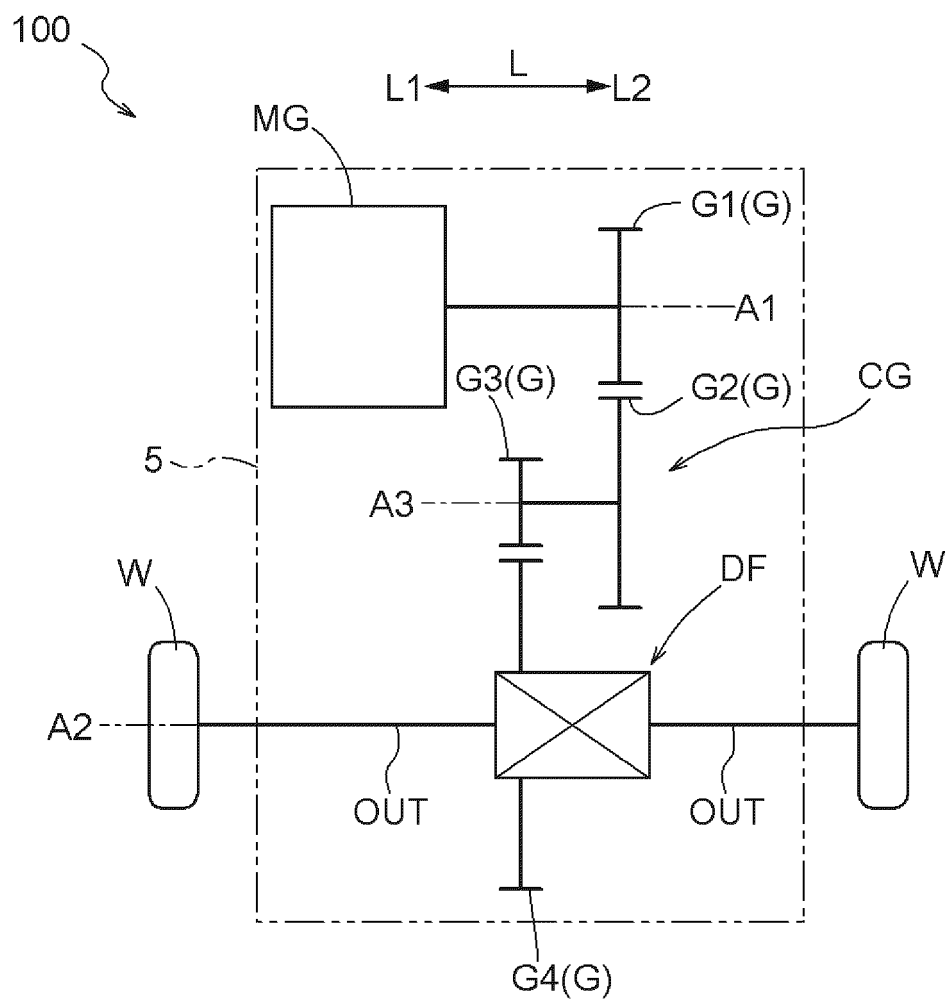 100
L
L1 L2
MG
G1(G)
A1
G3(G) G2(G) CG
5
A3
W DF W
A2
OUT OUT
G4(G)